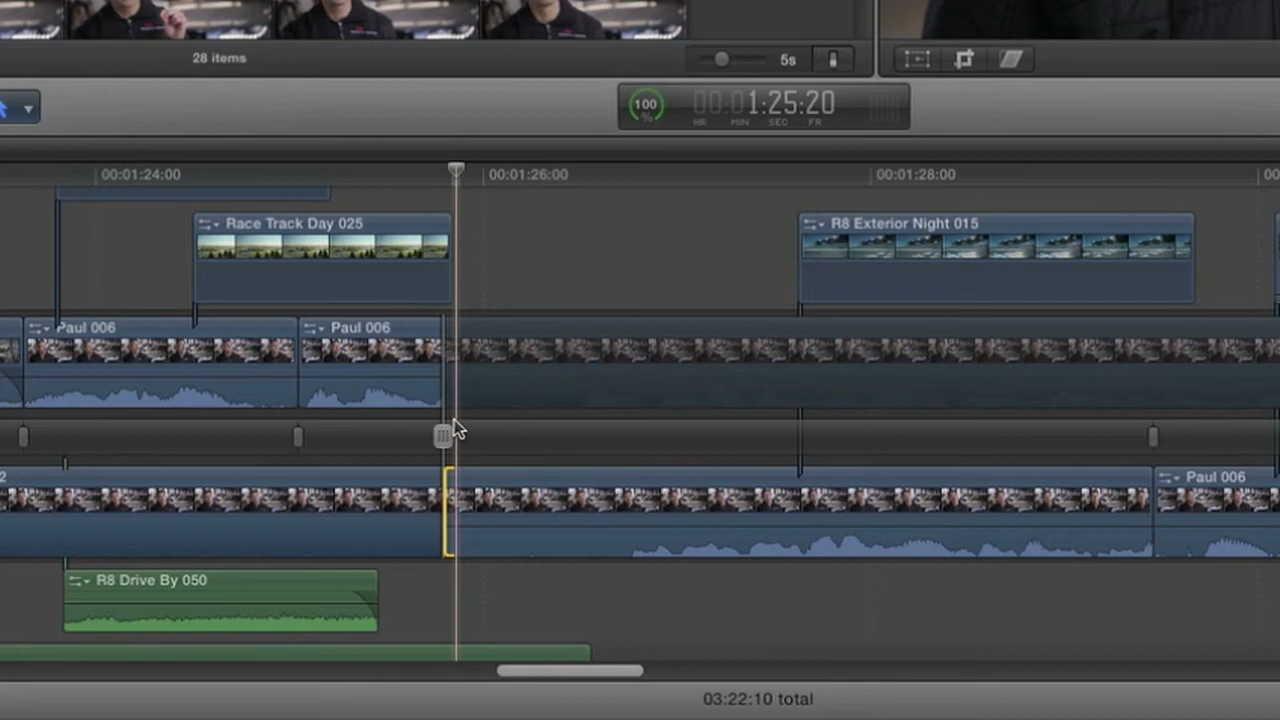 28 items
5s
100
%
00:01:25:20
HR MIN SEC FR
00:01:24:00
00:01:26:00
00:01:28:00
00
Race Track Day 025
R8 Exterior Night 015
Paul 006
Paul 006
2
Paul 006
R8 Drive By 050
03:22:10 total